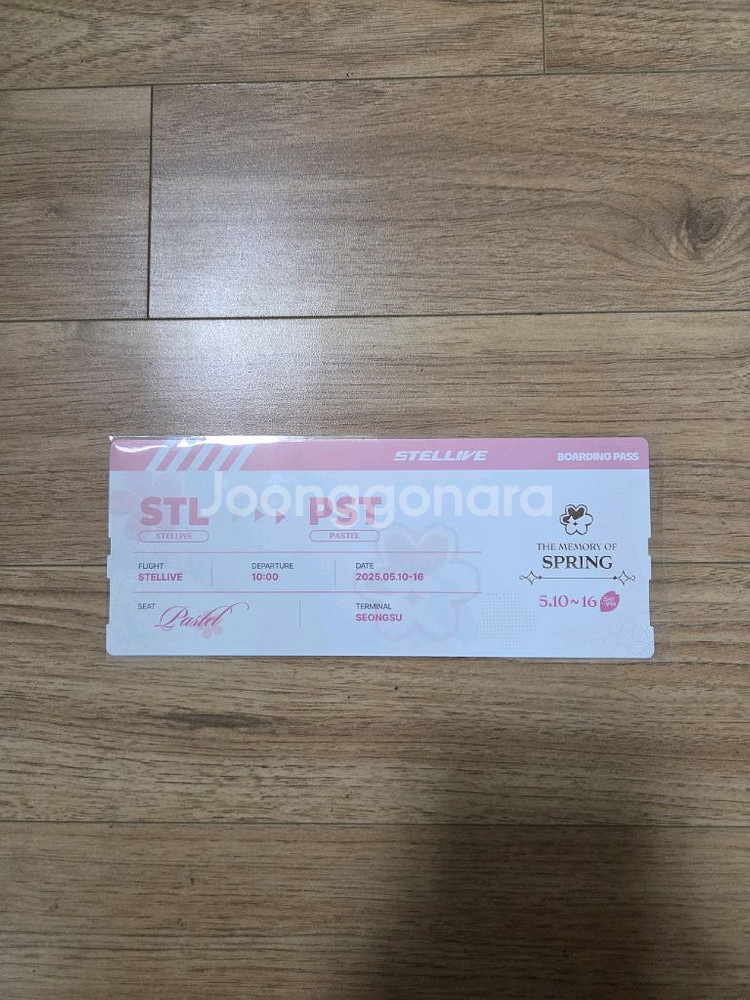 STELLIVE BOARDING PASS
Joonggonara
STL PST
STELLIVE PASTEL
FLIGHT DEPARTURE DATE
STELLIVE 10:00 2025.05.10-16
SEAT TERMINAL
Pastel SEONGSU
THE MEMORY OF
SPRING
5.10~16